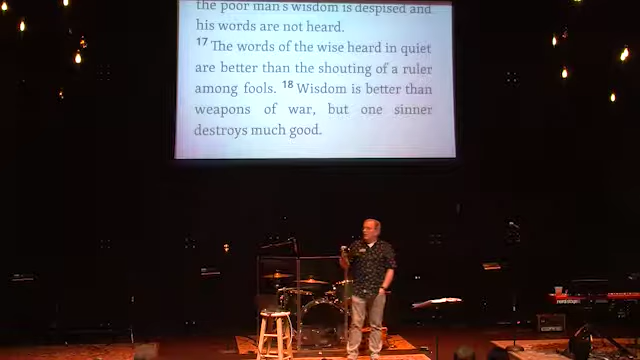 the poor man's wisdom is despised and
his words are not heard.
17 The words of the wise heard in quiet
are better than the shouting of a ruler
among fools. 18 Wisdom is better than
weapons of war, but one sinner
destroys much good.